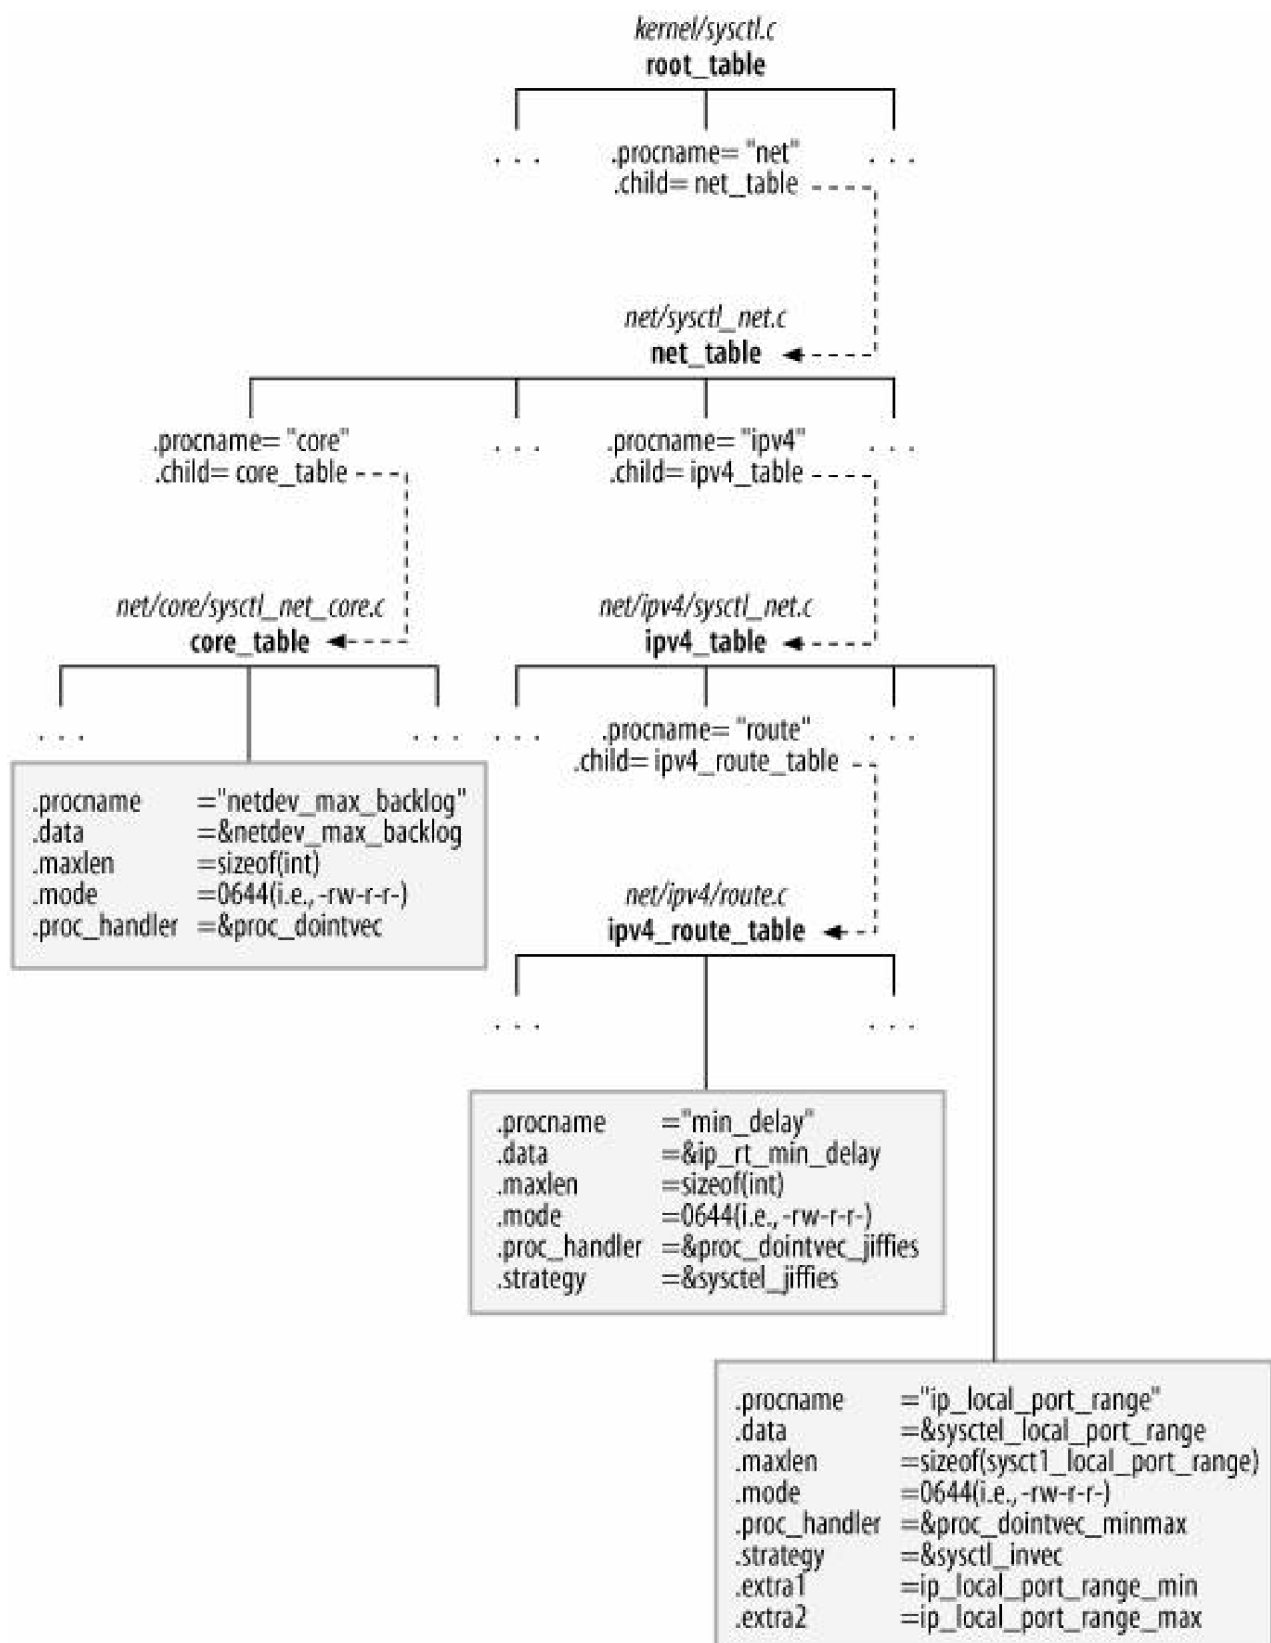 kernel/sysctl.c
root_table
. . .
.procname= "net"
. . .
.child= net_table
net/sysctl_net.c
net_table
.procname= "core"
.child= core_table
. . .
.procname= "ipv4"
. . .
.child= ipv4_table
net/core/sysctl_net_core.c
core_table
net/ipv4/sysctl_net.c
ipv4_table
. . .
. . .
. . .
.procname= "route"
. . .
.child= ipv4_route_table
.procname ="netdev_max_backlog"
.data =&netdev_max_backlog
.maxlen =sizeof(int)
.mode =0644(i.e.,-rw-r-r-)
.proc_handler =&proc_dointvec
net/ipv4/route.c
ipv4_route_table
. . .
. . .
.procname ="min_delay"
.data =&ip_rt_min_delay
.maxlen =sizeof(int)
.mode =0644(i.e.,-rw-r-r-)
.proc_handler =&proc_dointvec_jiffies
.strategy =&sysctel_jiffies
.procname ="ip_local_port_range"
.data =&sysctel_local_port_range
.maxlen =sizeof(sysct1_local_port_range)
.mode =0644(i.e.,-rw-r-r-)
.proc_handler =&proc_dointvec_minmax
.strategy =&sysctl_invec
.extra1 =ip_local_port_range_min
.extra2 =ip_local_port_range_max